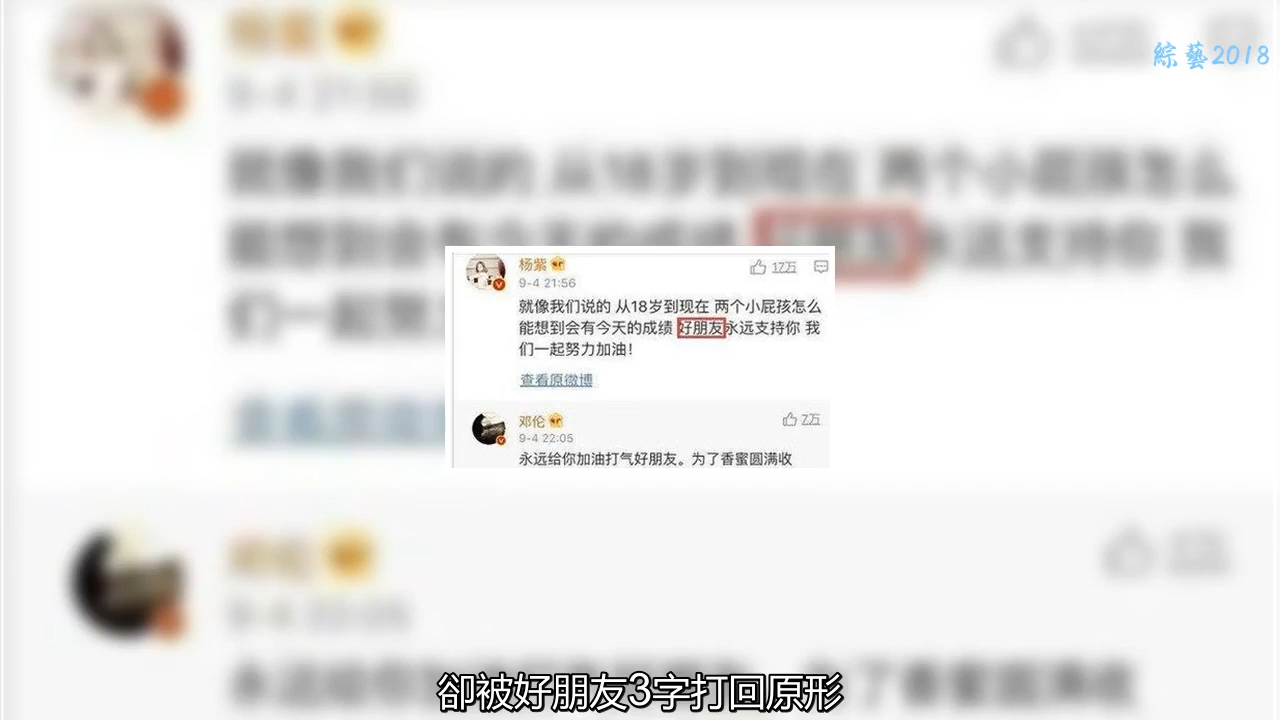 綜藝2018
杨紫
17万
9-4 21:56
就像我们说的 从18岁到现在 两个小屁孩怎么
能想到会有今天的成绩 好朋友永远支持你 我
们一起努力加油！
查看原微博
邓伦
7万
9-4 22:05
永远给你加油打气好朋友。为了香蜜圆满收
卻被好朋友3字打回原形